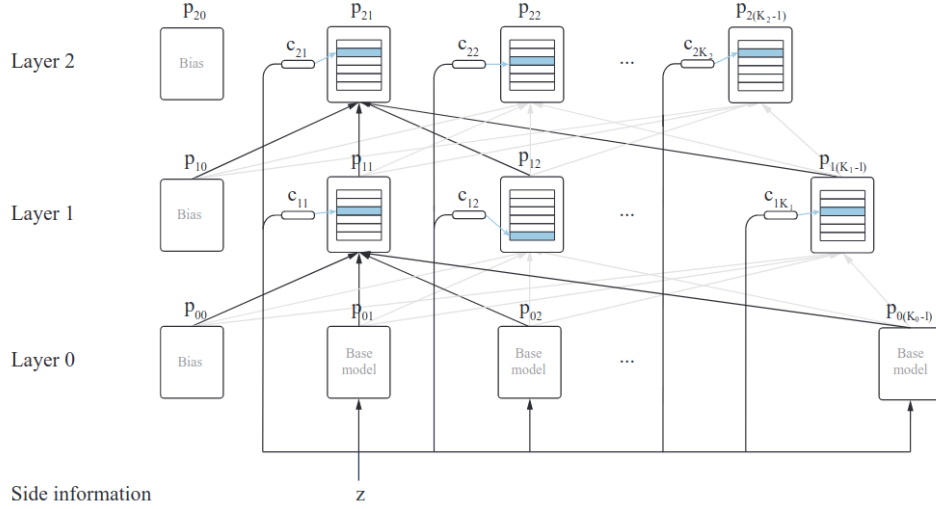 p20 p21 p22 p2(K2-1)
Layer 2 Bias c21 c22 ... c2K2
p10 p11 p12 p1(K1-1)
Layer 1 Bias c11 c12 ... c1K1
p00 p01 p02 p0(K0-1)
Layer 0 Bias Base model Base model ... Base model
Side information z